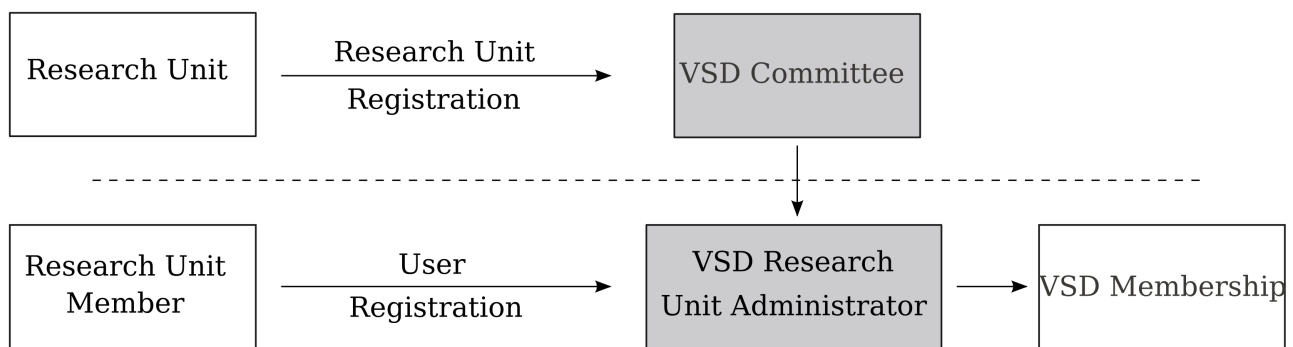 Research Unit
Research Unit
Registration
VSD Committee
Research Unit
Member
User
Registration
VSD Research
Unit Administrator
VSD Membership